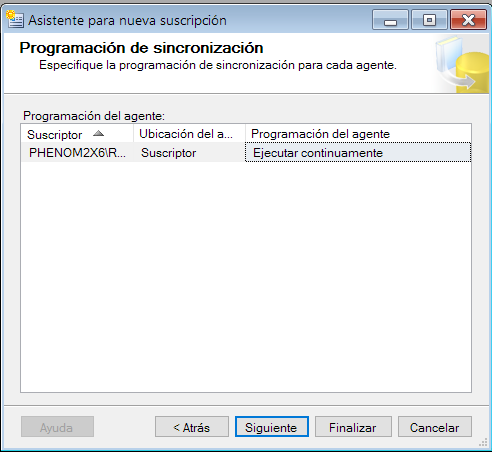 Asistente para nueva suscripción
Programación de sincronización
Especifique la programación de sincronización para cada agente.
Programación del agente:
Suscriptor Ubicación del a... Programación del agente
PHENOM2X6\R... Suscriptor Ejecutar continuamente
Ayuda < Atrás Siguiente Finalizar Cancelar